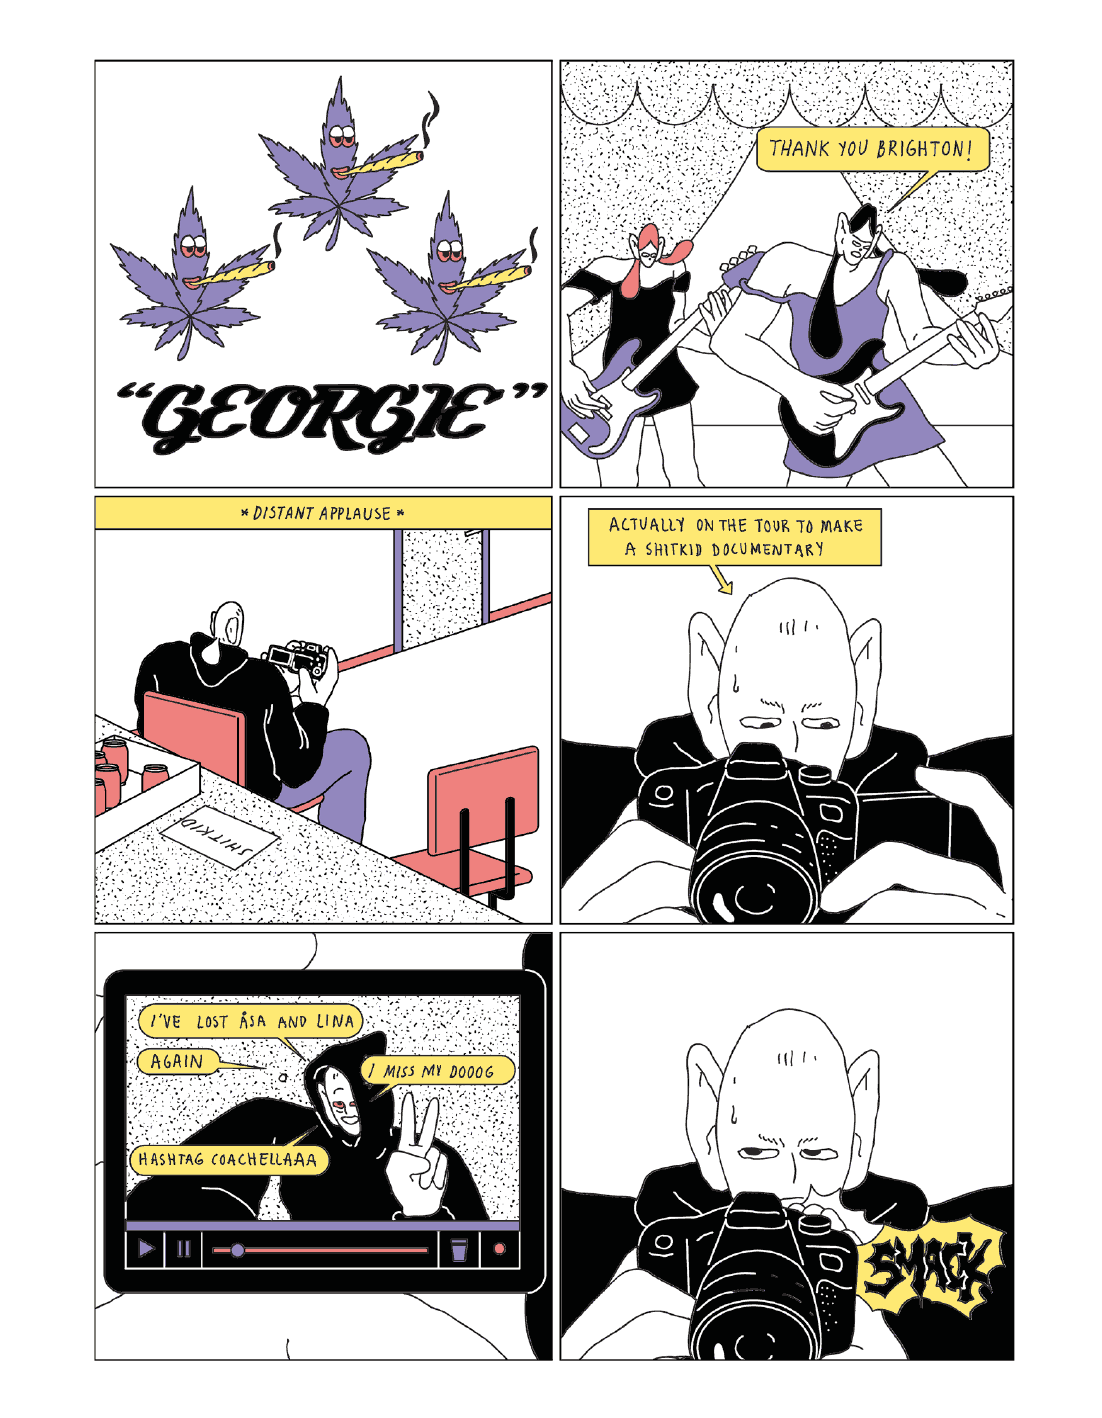 “GEORGIE”
THANK YOU BRIGHTON!
* DISTANT APPLAUSE *
SHITKID
ACTUALLY ON THE TOUR TO MAKE
A SHITKID DOCUMENTARY
I'VE LOST ÅSA AND LINA
AGAIN
I MISS MY DOOOG
HASHTAG COACHELLAAA
SMACK